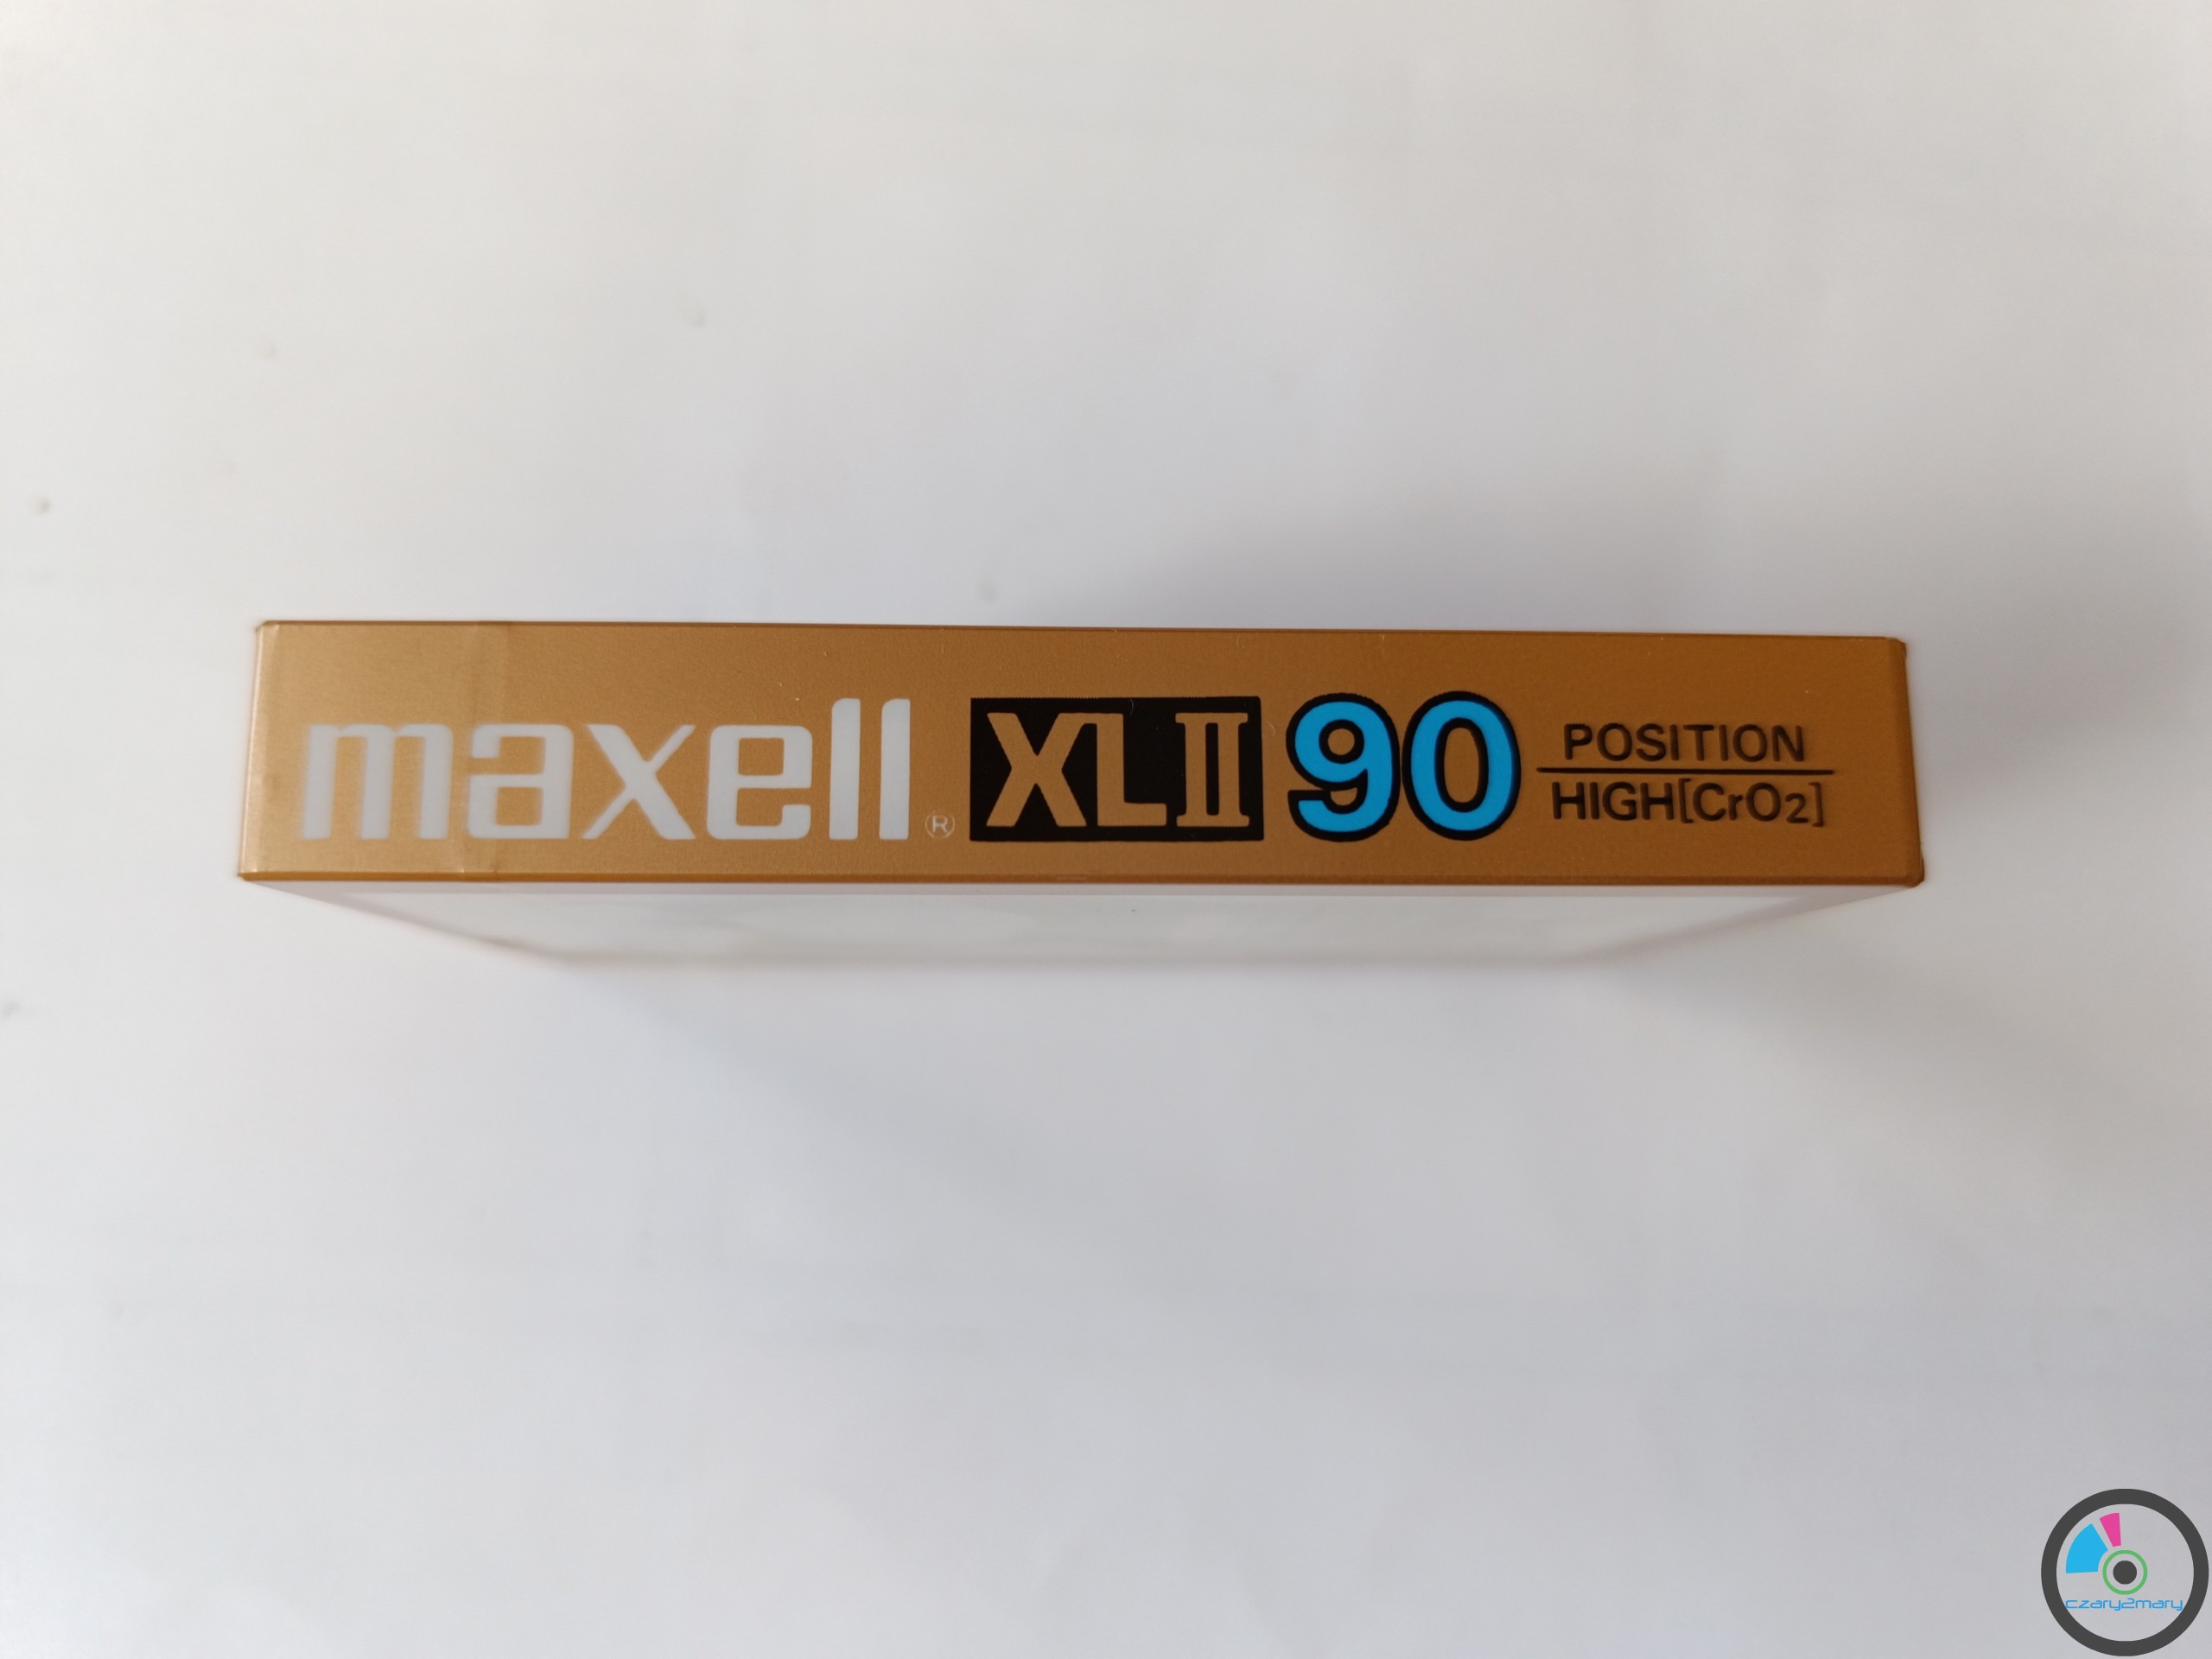 maxell® XLII 90 POSITION
HIGH[CrO2]
czary2mary